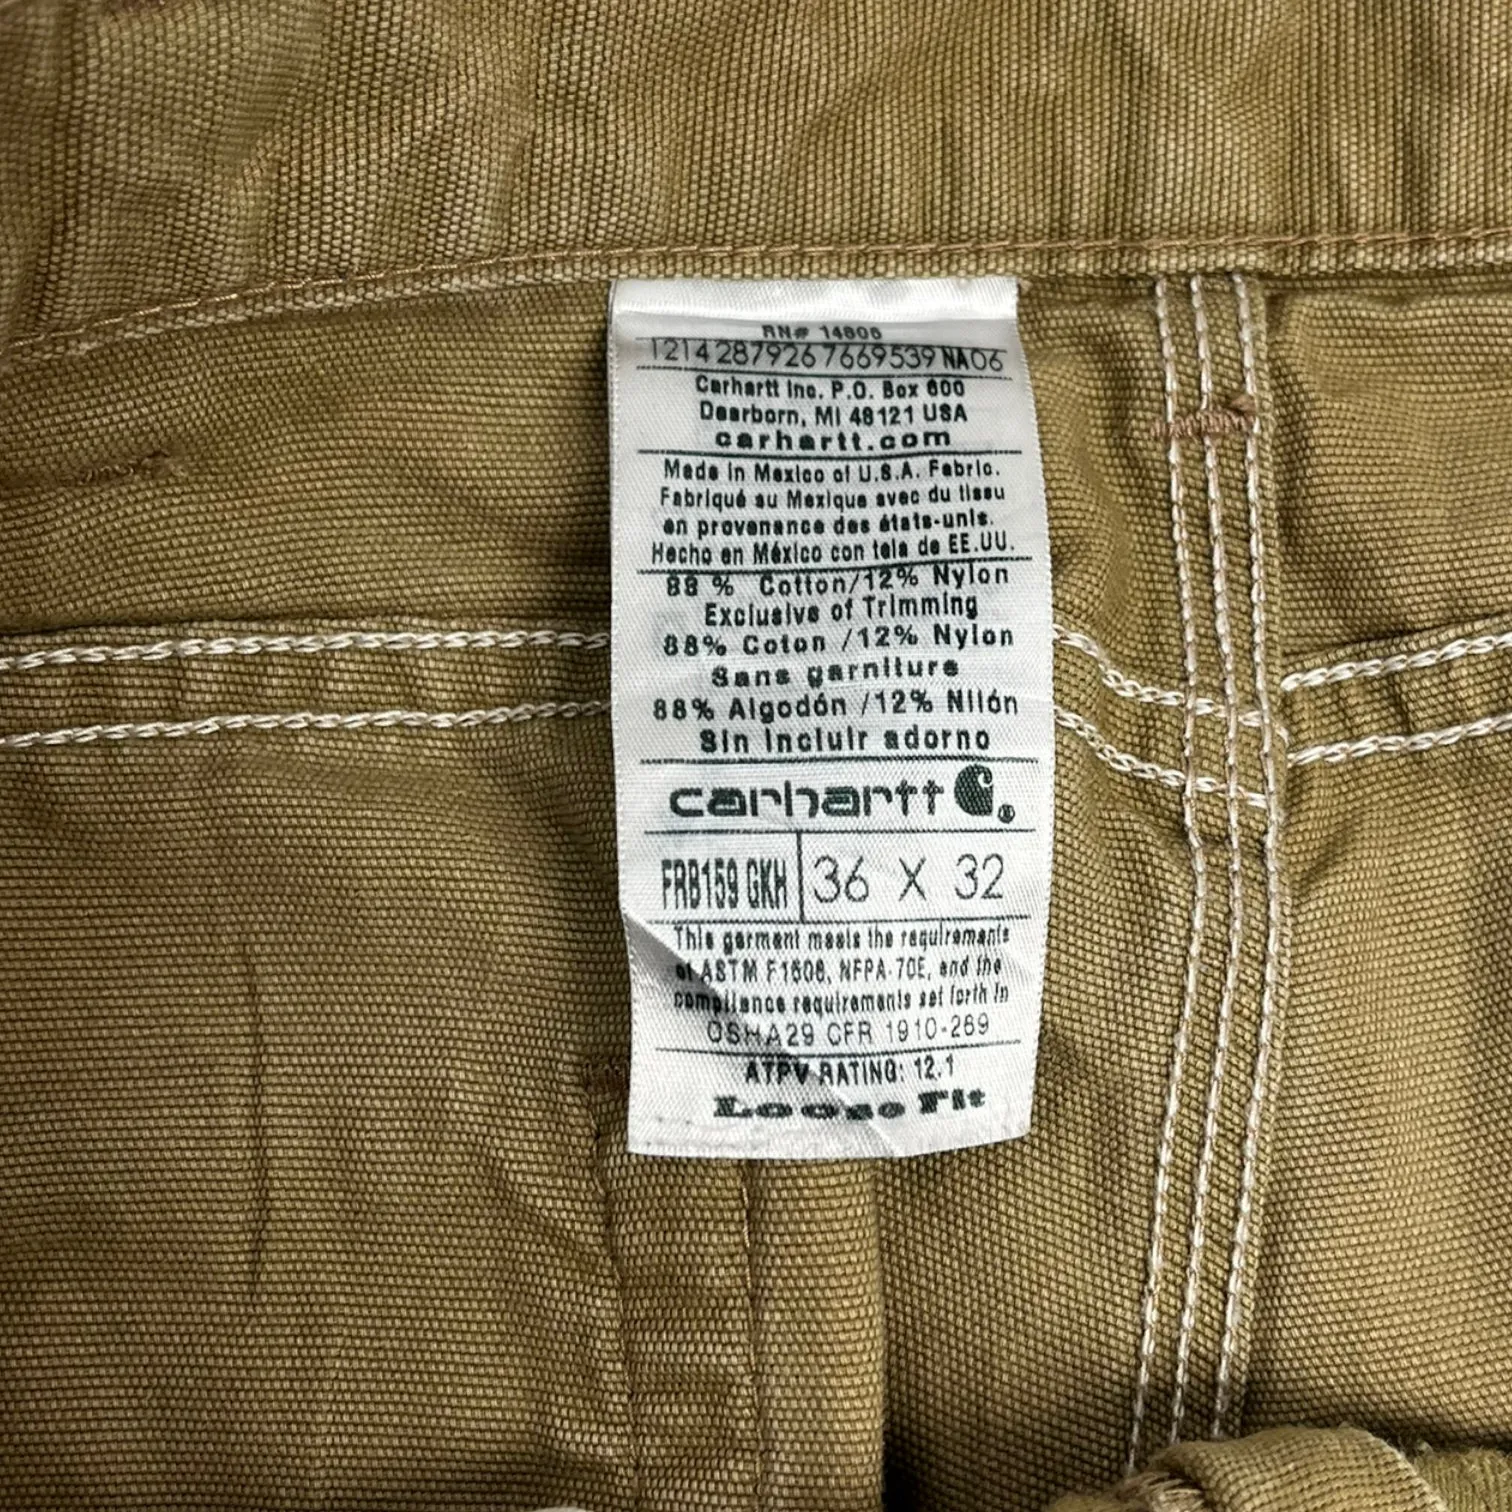 RN# 14806
12142879267669539 NA06
Carhartt Inc. P.O. Box 600
Dearborn, MI 48121 USA
carhartt.com
Made in Mexico of U.S.A. Fabric.
Fabriqué au Mexique avec du tissu
en provenance des états-unis.
Hecho en México con tela de EE.UU.
88 % Cotton/12% Nylon
Exclusive of Trimming
88% Coton /12% Nylon
Sans garniture
88% Algodón /12% Nilón
Sin Incluir adorno
carhartt
FRB159 GKH 36 X 32
This garment meets the requirements
of ASTM F1506, NFPA-70E, and the
compliance requirements set forth in
OSHA29 CFR 1910-269
ATPV RATING: 12.1
Loose Fit